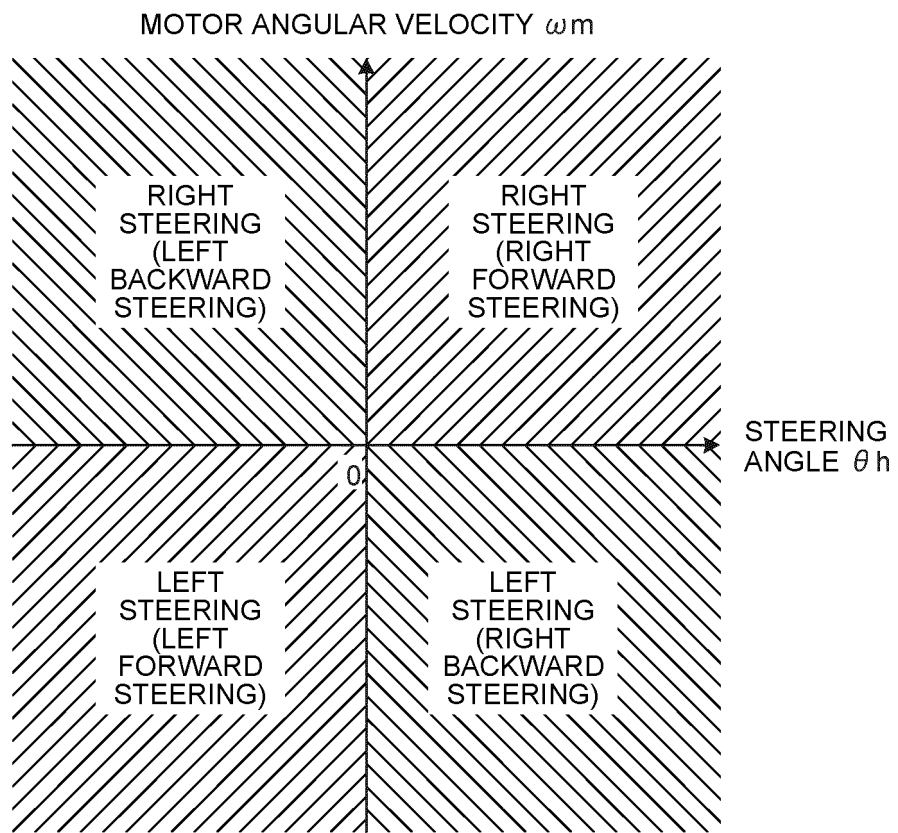 MOTOR ANGULAR VELOCITY ωm
RIGHT
STEERING
(LEFT
BACKWARD
STEERING)
RIGHT
STEERING
(RIGHT
FORWARD
STEERING)
STEERING
ANGLE θh
0
LEFT
STEERING
(LEFT
FORWARD
STEERING)
LEFT
STEERING
(RIGHT
BACKWARD
STEERING)